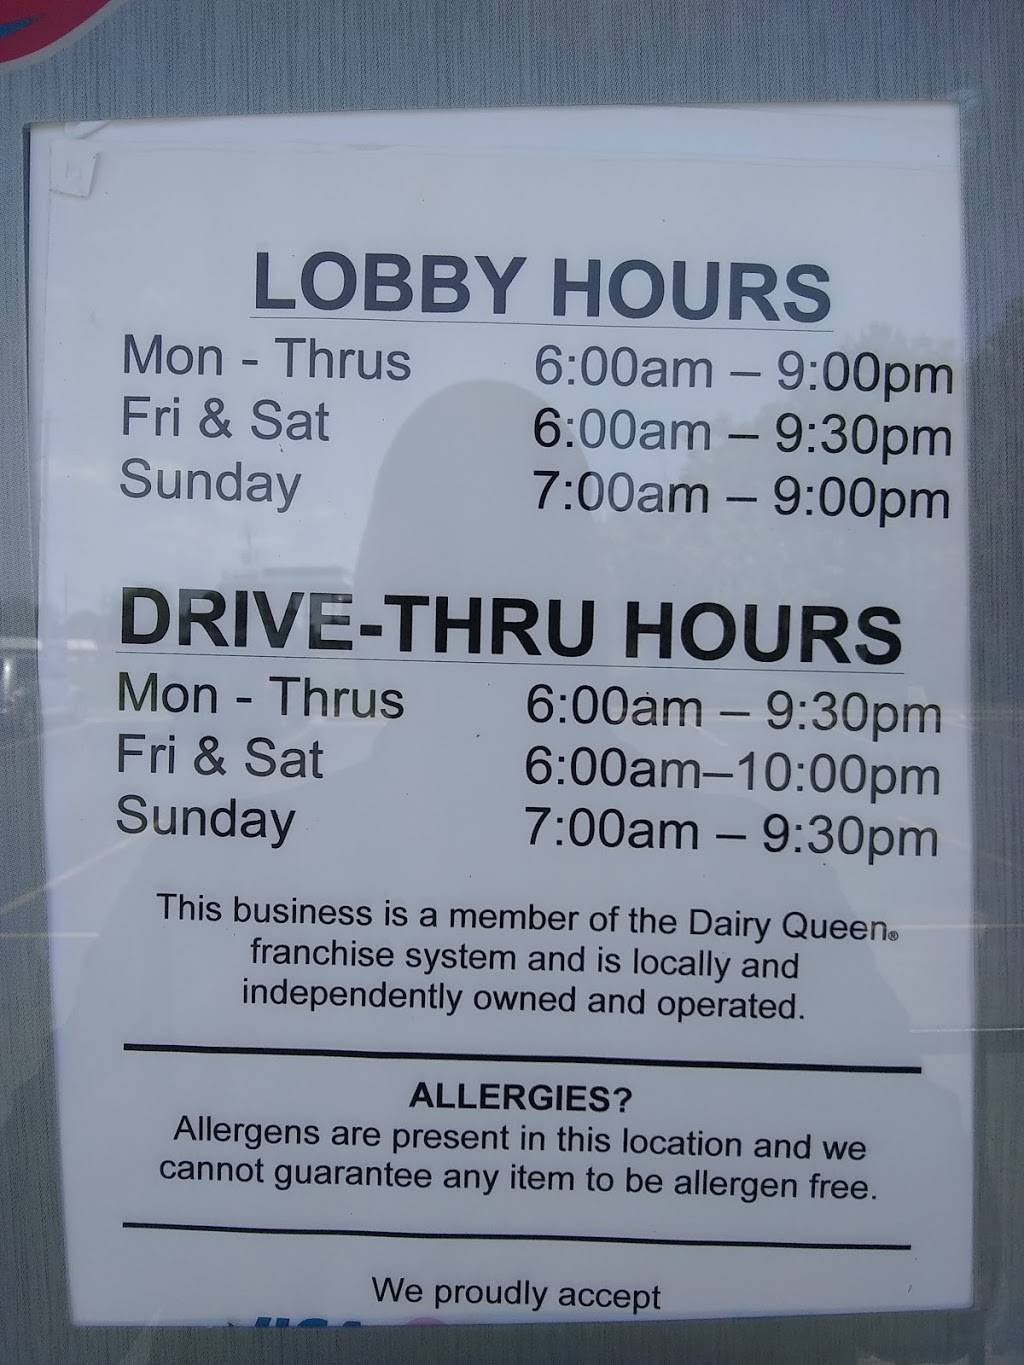 LOBBY HOURS
Mon - Thrus 6:00am – 9:00pm
Fri & Sat 6:00am – 9:30pm
Sunday 7:00am – 9:00pm
DRIVE-THRU HOURS
Mon - Thrus 6:00am – 9:30pm
Fri & Sat 6:00am–10:00pm
Sunday 7:00am – 9:30pm
This business is a member of the Dairy Queen®
franchise system and is locally and
independently owned and operated.
ALLERGIES?
Allergens are present in this location and we
cannot guarantee any item to be allergen free.
We proudly accept